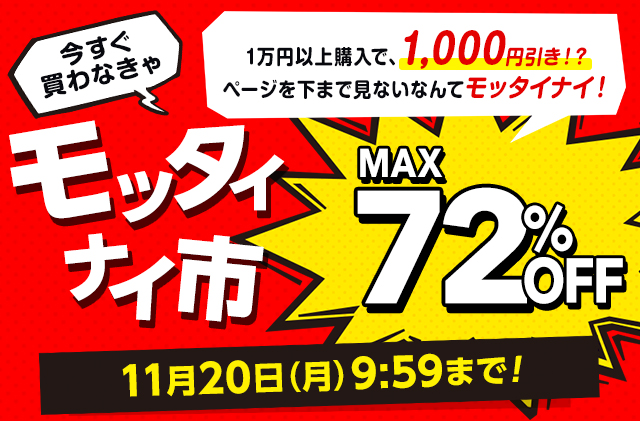 今すぐ
買わなきゃ
1万円以上購入で、1,000円引き！？
ページを下まで見ないなんてモッタイナイ！
モッタイ
ナイ市
MAX
72%OFF
11月20日（月）9:59まで！